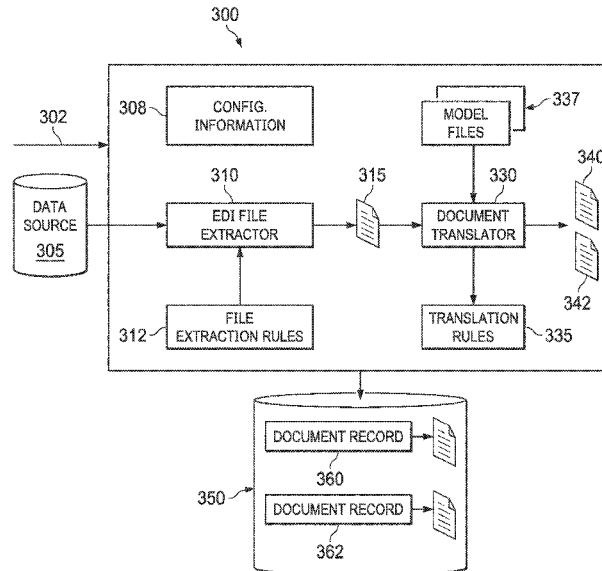 300
302
308
CONFIG.
INFORMATION
337
MODEL
FILES
340
DATA
SOURCE
305
310
EDI FILE
EXTRACTOR
315
330
DOCUMENT
TRANSLATOR
342
312
FILE
EXTRACTION RULES
TRANSLATION
RULES
335
350
DOCUMENT RECORD
360
DOCUMENT RECORD
362